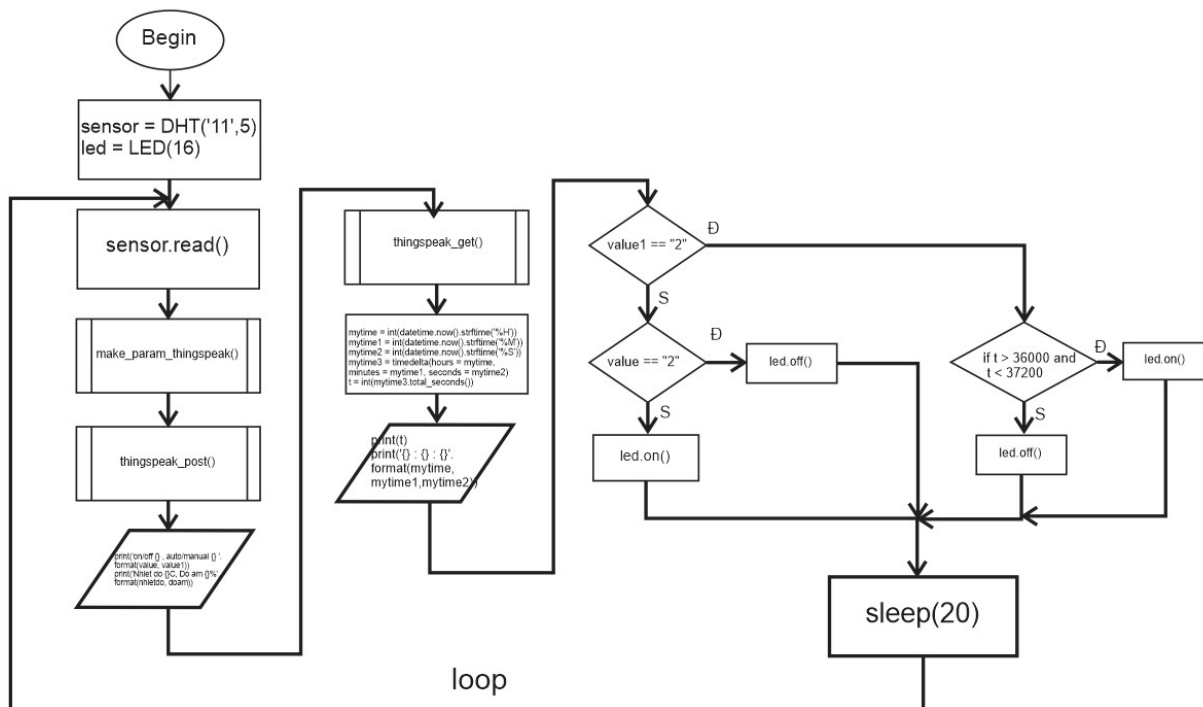 Begin
sensor = DHT('11',5)
led = LED(16)
sensor.read()
make_param_thingspeak()
thingspeak_post()
print('on/off {} , auto/manual {} '.
format(value, value1))
print('Nhiet do {}C, Do am {}%'
format(nhietdo, doam))
thingspeak_get()
mytime = int(datetime.now().strftime('%H'))
mytime1 = int(datetime.now().strftime('%M'))
mytime2 = int(datetime.now().strftime('%S'))
mytime3 = timedelta(hours = mytime,
minutes = mytime1, seconds = mytime2)
t = int(mytime3.total_seconds())
print(t)
print('{} : {} : {}'.
format(mytime,
mytime1,mytime2))
value1 == "2"
Đ
S
value == "2"
Đ
led.off()
S
led.on()
if t > 36000 and
t < 37200
Đ
led.on()
S
led.off()
sleep(20)
loop